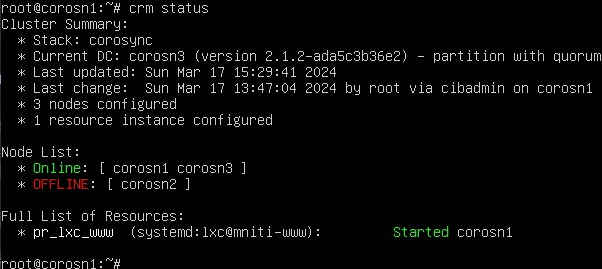 root@corosn1:~# crm status
Cluster Summary:
  * Stack: corosync
  * Current DC: corosn3 (version 2.1.2-ada5c3b36e2) - partition with quorum
  * Last updated: Sun Mar 17 15:29:41 2024
  * Last change:  Sun Mar 17 13:47:04 2024 by root via cibadmin on corosn1
  * 3 nodes configured
  * 1 resource instance configured

Node List:
  * Online: [ corosn1 corosn3 ]
  * OFFLINE: [ corosn2 ]

Full List of Resources:
  * pr_lxc_www  (systemd:lxc@mniti-www):         Started corosn1
root@corosn1:~#